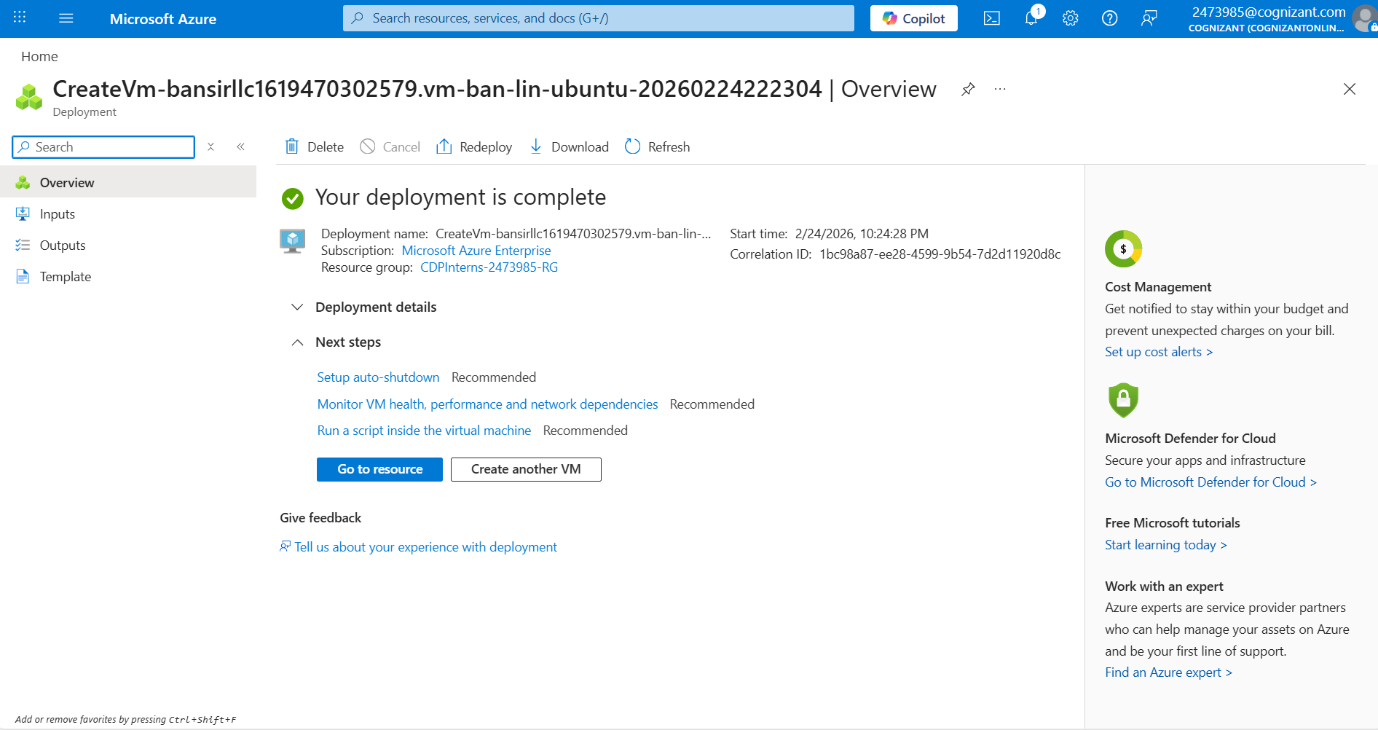 Microsoft Azure
Search resources, services, and docs (G+/)
Copilot
1
2473985@cognizant.com
COGNIZANT (COGNIZANTONLIN...
Home
CreateVm-bansirllc1619470302579.vm-ban-lin-ubuntu-20260224222304 | Overview
...
Deployment
Search
Delete
Cancel
Redeploy
Download
Refresh
Overview
Inputs
Outputs
Template
Your deployment is complete
Deployment name: CreateVm-bansirllc1619470302579.vm-ban-lin-...
Subscription: Microsoft Azure Enterprise
Resource group: CDPInterns-2473985-RG
Start time: 2/24/2026, 10:24:28 PM
Correlation ID: 1bc98a87-ee28-4599-9b54-7d2d11920d8c
Deployment details
Next steps
Setup auto-shutdown Recommended
Monitor VM health, performance and network dependencies Recommended
Run a script inside the virtual machine Recommended
Go to resource
Create another VM
Give feedback
Tell us about your experience with deployment
$
Cost Management
Get notified to stay within your budget and
prevent unexpected charges on your bill.
Set up cost alerts >
Microsoft Defender for Cloud
Secure your apps and infrastructure
Go to Microsoft Defender for Cloud >
Free Microsoft tutorials
Start learning today >
Work with an expert
Azure experts are service provider partners
who can help manage your assets on Azure
and be your first line of support.
Find an Azure expert >
Add or remove favorites by pressing Ctrl+Shift+F